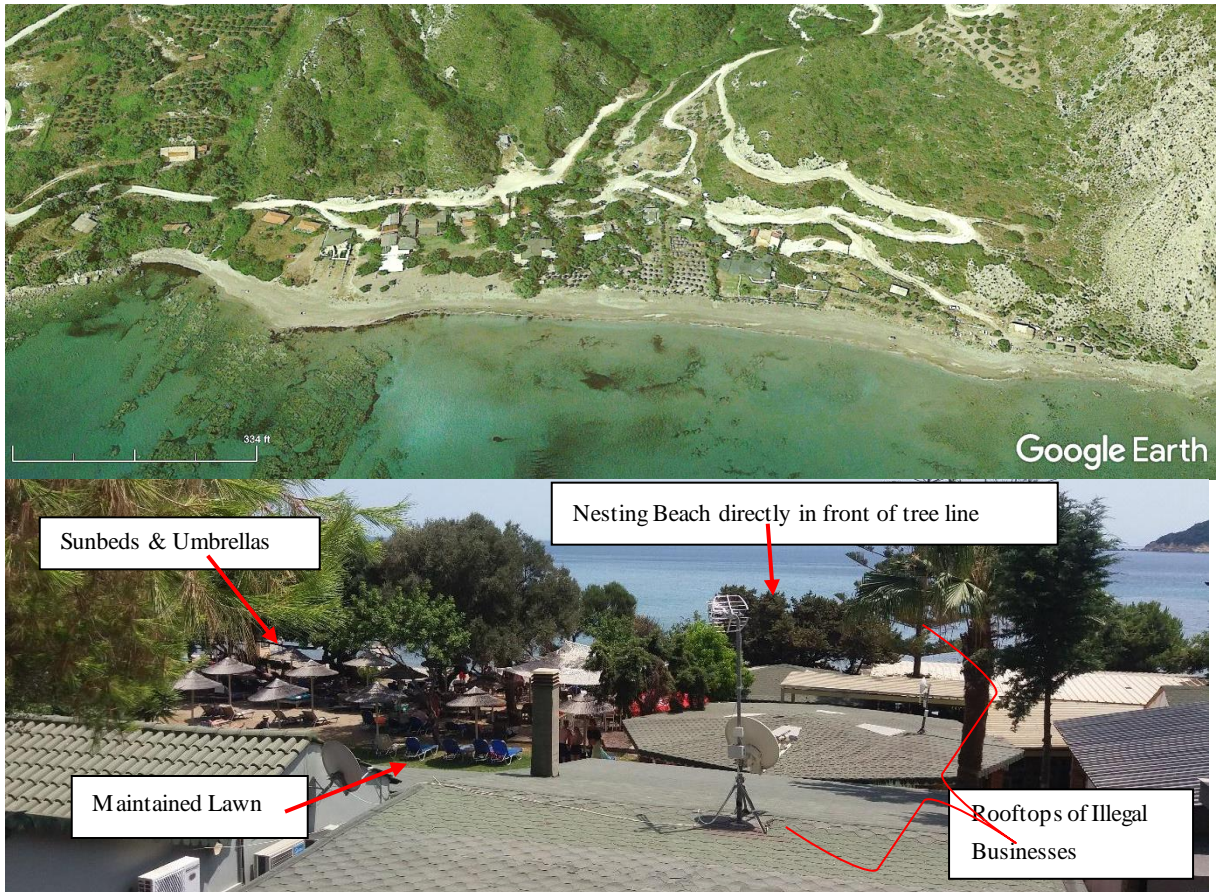 334 ft
Google Earth
Sunbeds & Umbrellas
Nesting Beach directly in front of tree line
Maintained Lawn
Rooftops of Illegal
Businesses